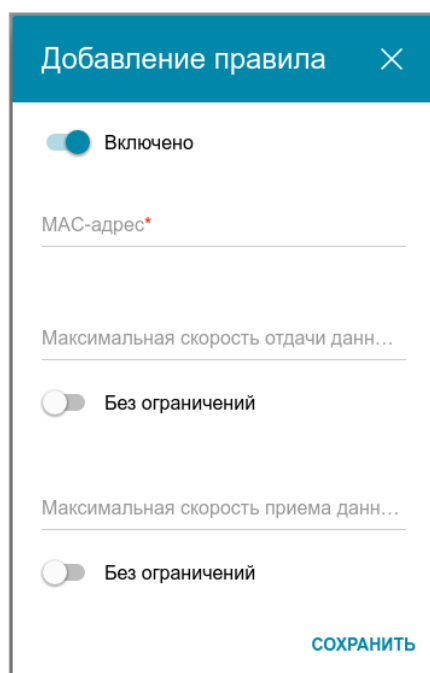 Добавление правила
Включено
MAC-адрес*
Максимальная скорость отдачи данн...
Без ограничений
Максимальная скорость приема данн...
Без ограничений
СОХРАНИТЬ